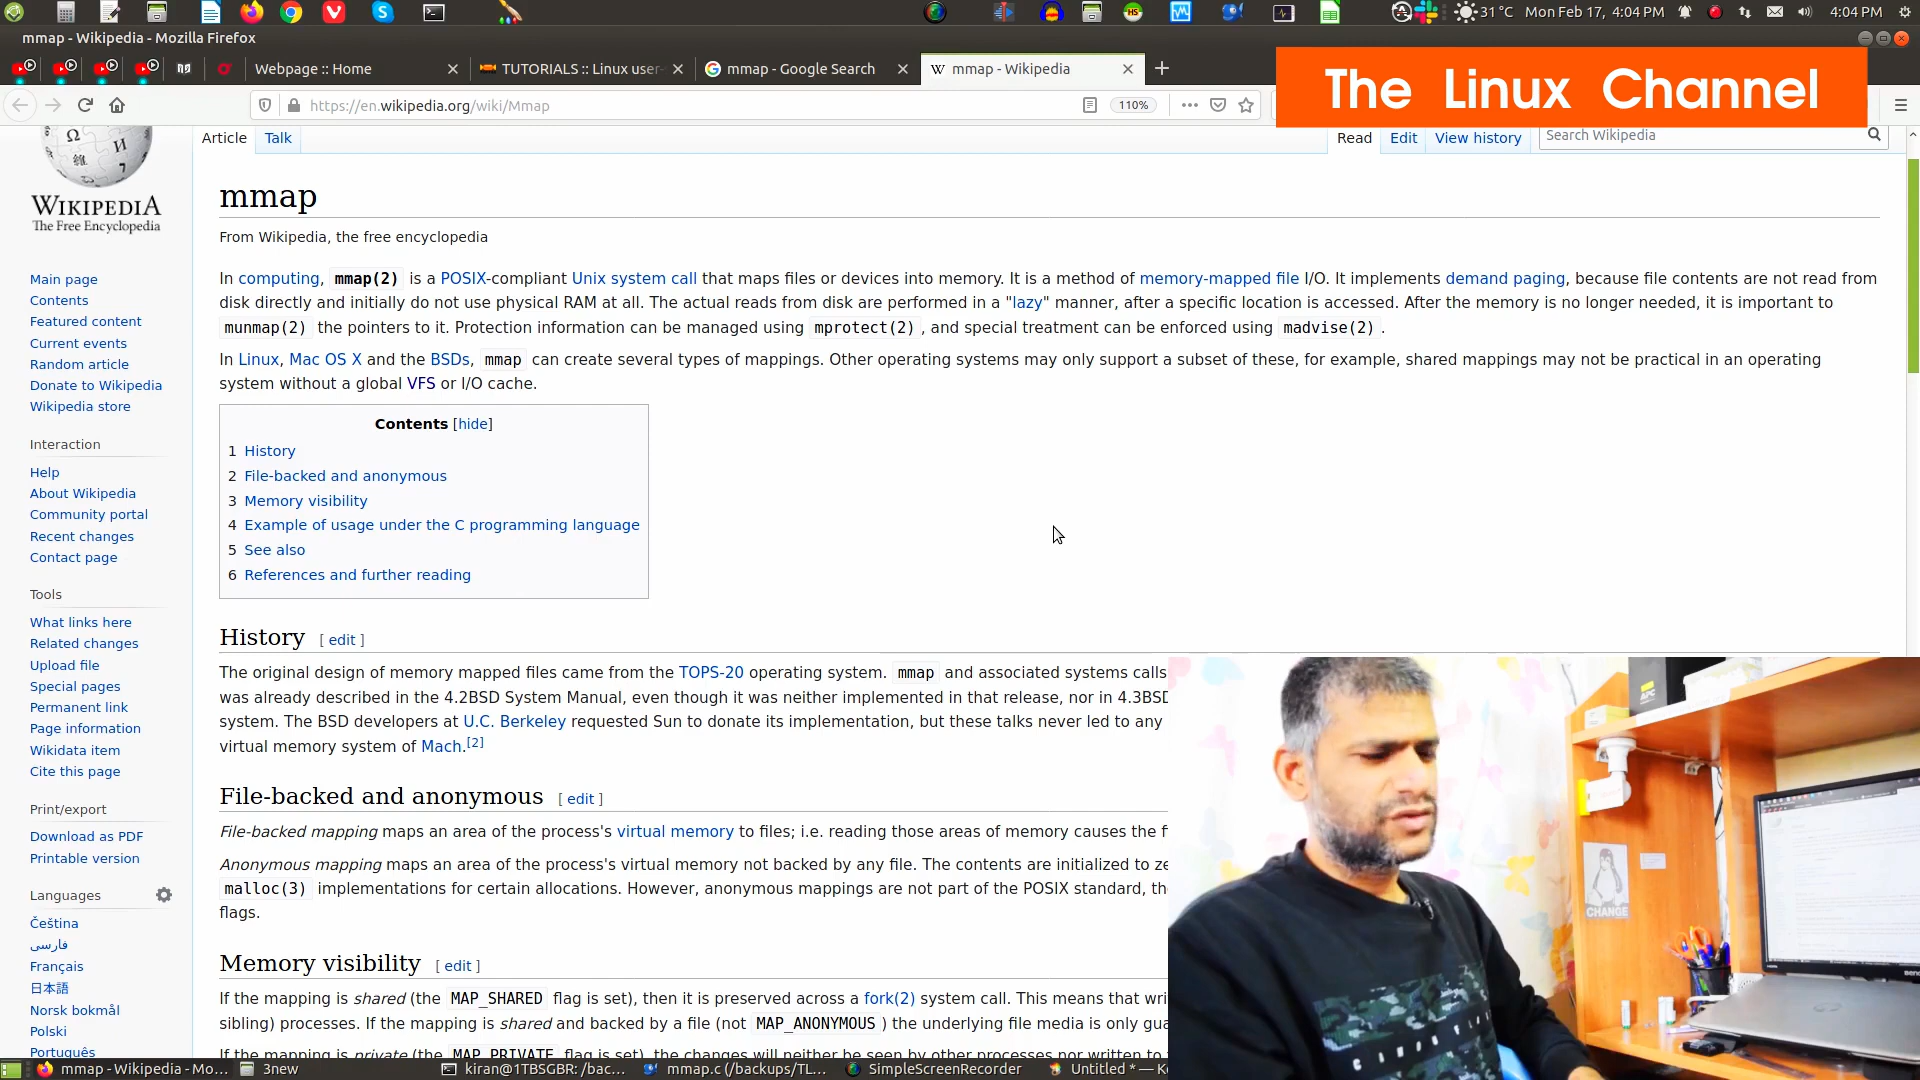 31 °C Mon Feb 17, 4:04 PM 4:04 PM
mmap - Wikipedia - Mozilla Firefox
Webpage :: Home
TUTORIALS :: Linux user-
mmap - Google Search
W mmap - Wikipedia
The Linux Channel
https://en.wikipedia.org/wiki/Mmap
110%
Article Talk
Read Edit View history Search Wikipedia
WIKIPEDIA
The Free Encyclopedia
Main page
Contents
Featured content
Current events
Random article
Donate to Wikipedia
Wikipedia store
Interaction
Help
About Wikipedia
Community portal
Recent changes
Contact page
Tools
What links here
Related changes
Upload file
Special pages
Permanent link
Page information
Wikidata item
Cite this page
Print/export
Download as PDF
Printable version
Languages
Čeština
فارسی
Français
日本語
Norsk bokmål
Polski
Português
mmap
From Wikipedia, the free encyclopedia
In computing, mmap(2) is a POSIX-compliant Unix system call that maps files or devices into memory. It is a method of memory-mapped file I/O. It implements demand paging, because file contents are not read from
disk directly and initially do not use physical RAM at all. The actual reads from disk are performed in a "lazy" manner, after a specific location is accessed. After the memory is no longer needed, it is important to
munmap(2) the pointers to it. Protection information can be managed using mprotect(2), and special treatment can be enforced using madvise(2).
In Linux, Mac OS X and the BSDs, mmap can create several types of mappings. Other operating systems may only support a subset of these, for example, shared mappings may not be practical in an operating
system without a global VFS or I/O cache.
Contents [hide]
1 History
2 File-backed and anonymous
3 Memory visibility
4 Example of usage under the C programming language
5 See also
6 References and further reading
History [ edit ]
The original design of memory mapped files came from the TOPS-20 operating system. mmap and associated systems calls
was already described in the 4.2BSD System Manual, even though it was neither implemented in that release, nor in 4.3BSD
system. The BSD developers at U.C. Berkeley requested Sun to donate its implementation, but these talks never led to any
virtual memory system of Mach.[2]
File-backed and anonymous [ edit ]
File-backed mapping maps an area of the process's virtual memory to files; i.e. reading those areas of memory causes the f
Anonymous mapping maps an area of the process's virtual memory not backed by any file. The contents are initialized to ze
malloc(3) implementations for certain allocations. However, anonymous mappings are not part of the POSIX standard, th
flags.
Memory visibility [ edit ]
If the mapping is shared (the MAP_SHARED flag is set), then it is preserved across a fork(2) system call. This means that wri
sibling) processes. If the mapping is shared and backed by a file (not MAP_ANONYMOUS) the underlying file media is only gua
If the mapping is private (the MAP_PRIVATE flag is set), the changes will neither be seen by other processes nor written to
APC
CHANGE
mmap - Wikipedia - Mo...
3new
kiran@1TBSGBR: /bac...
mmap.c (/backups/TL...
SimpleScreenRecorder
Untitled * — K